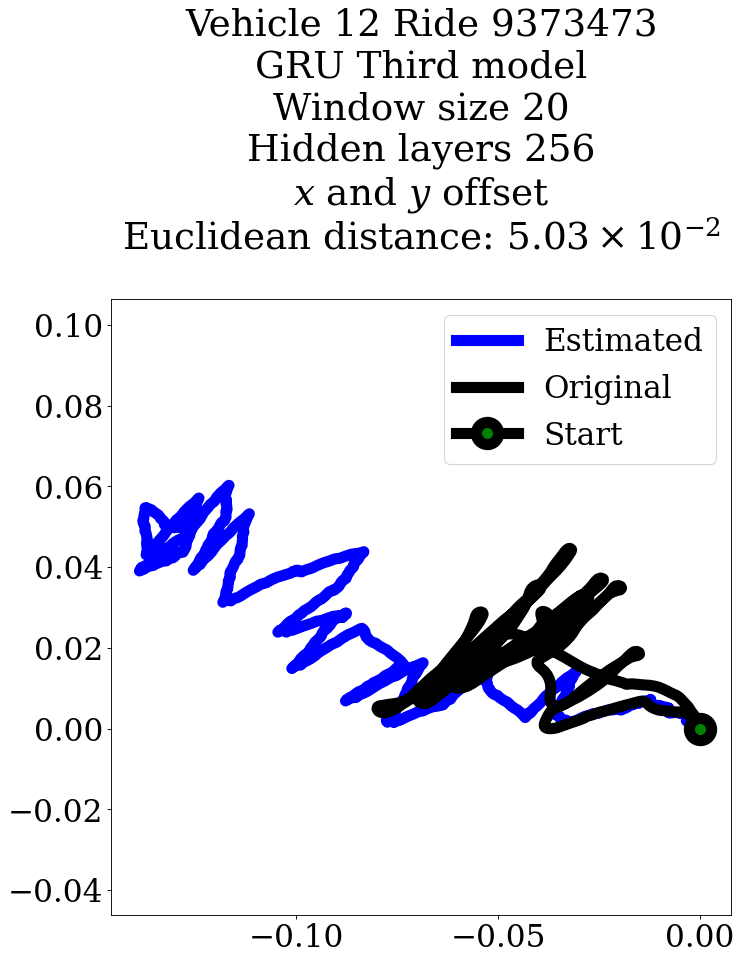 Vehicle 12 Ride 9373473
GRU Third model
Window size 20
Hidden layers 256
x and y offset
Euclidean distance: 5.03 × 10⁻²
Estimated
Original
Start
0.10
0.08
0.06
0.04
0.02
0.00
−0.02
−0.04
−0.10 −0.05 0.00